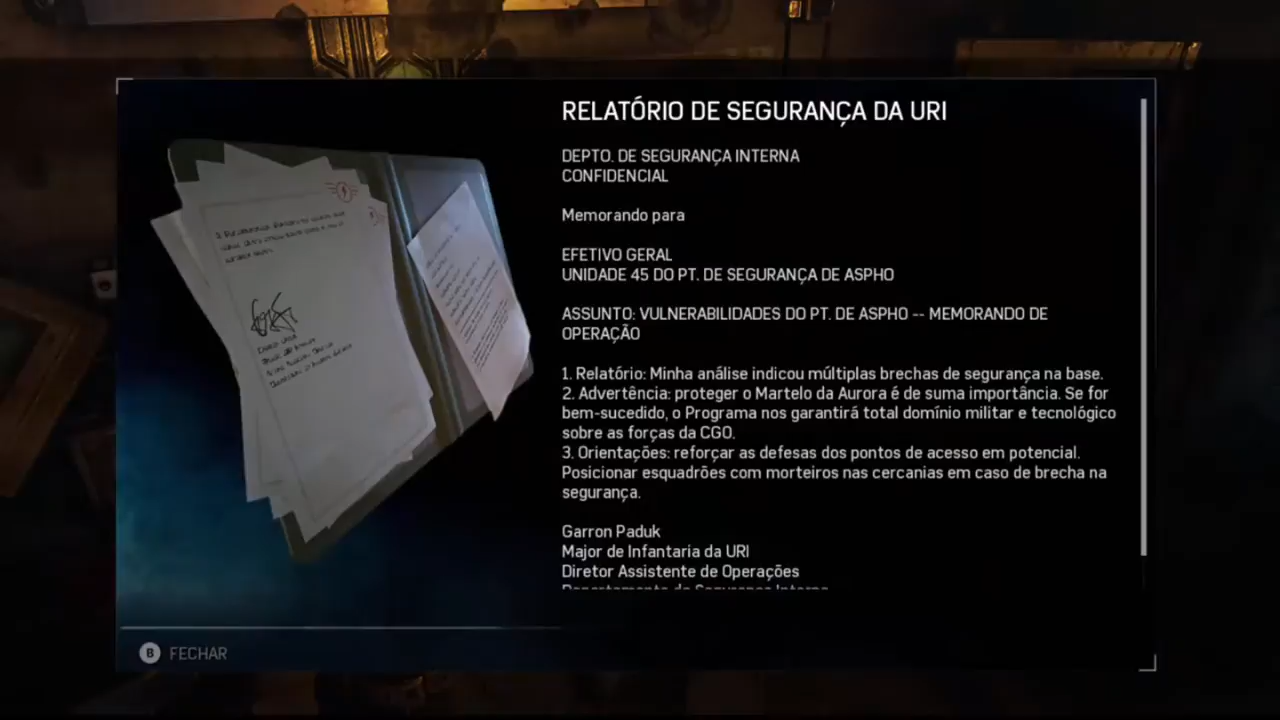 RELATÓRIO DE SEGURANÇA DA URI
DEPTO. DE SEGURANÇA INTERNA
CONFIDENCIAL
Memorando para
EFETIVO GERAL
UNIDADE 45 DO PT. DE SEGURANÇA DE ASPHO
ASSUNTO: VULNERABILIDADES DO PT. DE ASPHO -- MEMORANDO DE
OPERAÇÃO
1. Relatório: Minha análise indicou múltiplas brechas de segurança na base.
2. Advertência: proteger o Martelo da Aurora é de suma importância. Se for
bem-sucedido, o Programa nos garantirá total domínio militar e tecnológico
sobre as forças da CGO.
3. Orientações: reforçar as defesas dos pontos de acesso em potencial.
Posicionar esquadrões com morteiros nas cercanias em caso de brecha na
segurança.
Garron Paduk
Major de Infantaria da URI
Diretor Assistente de Operações
Departamento de Segurança Interna
B FECHAR